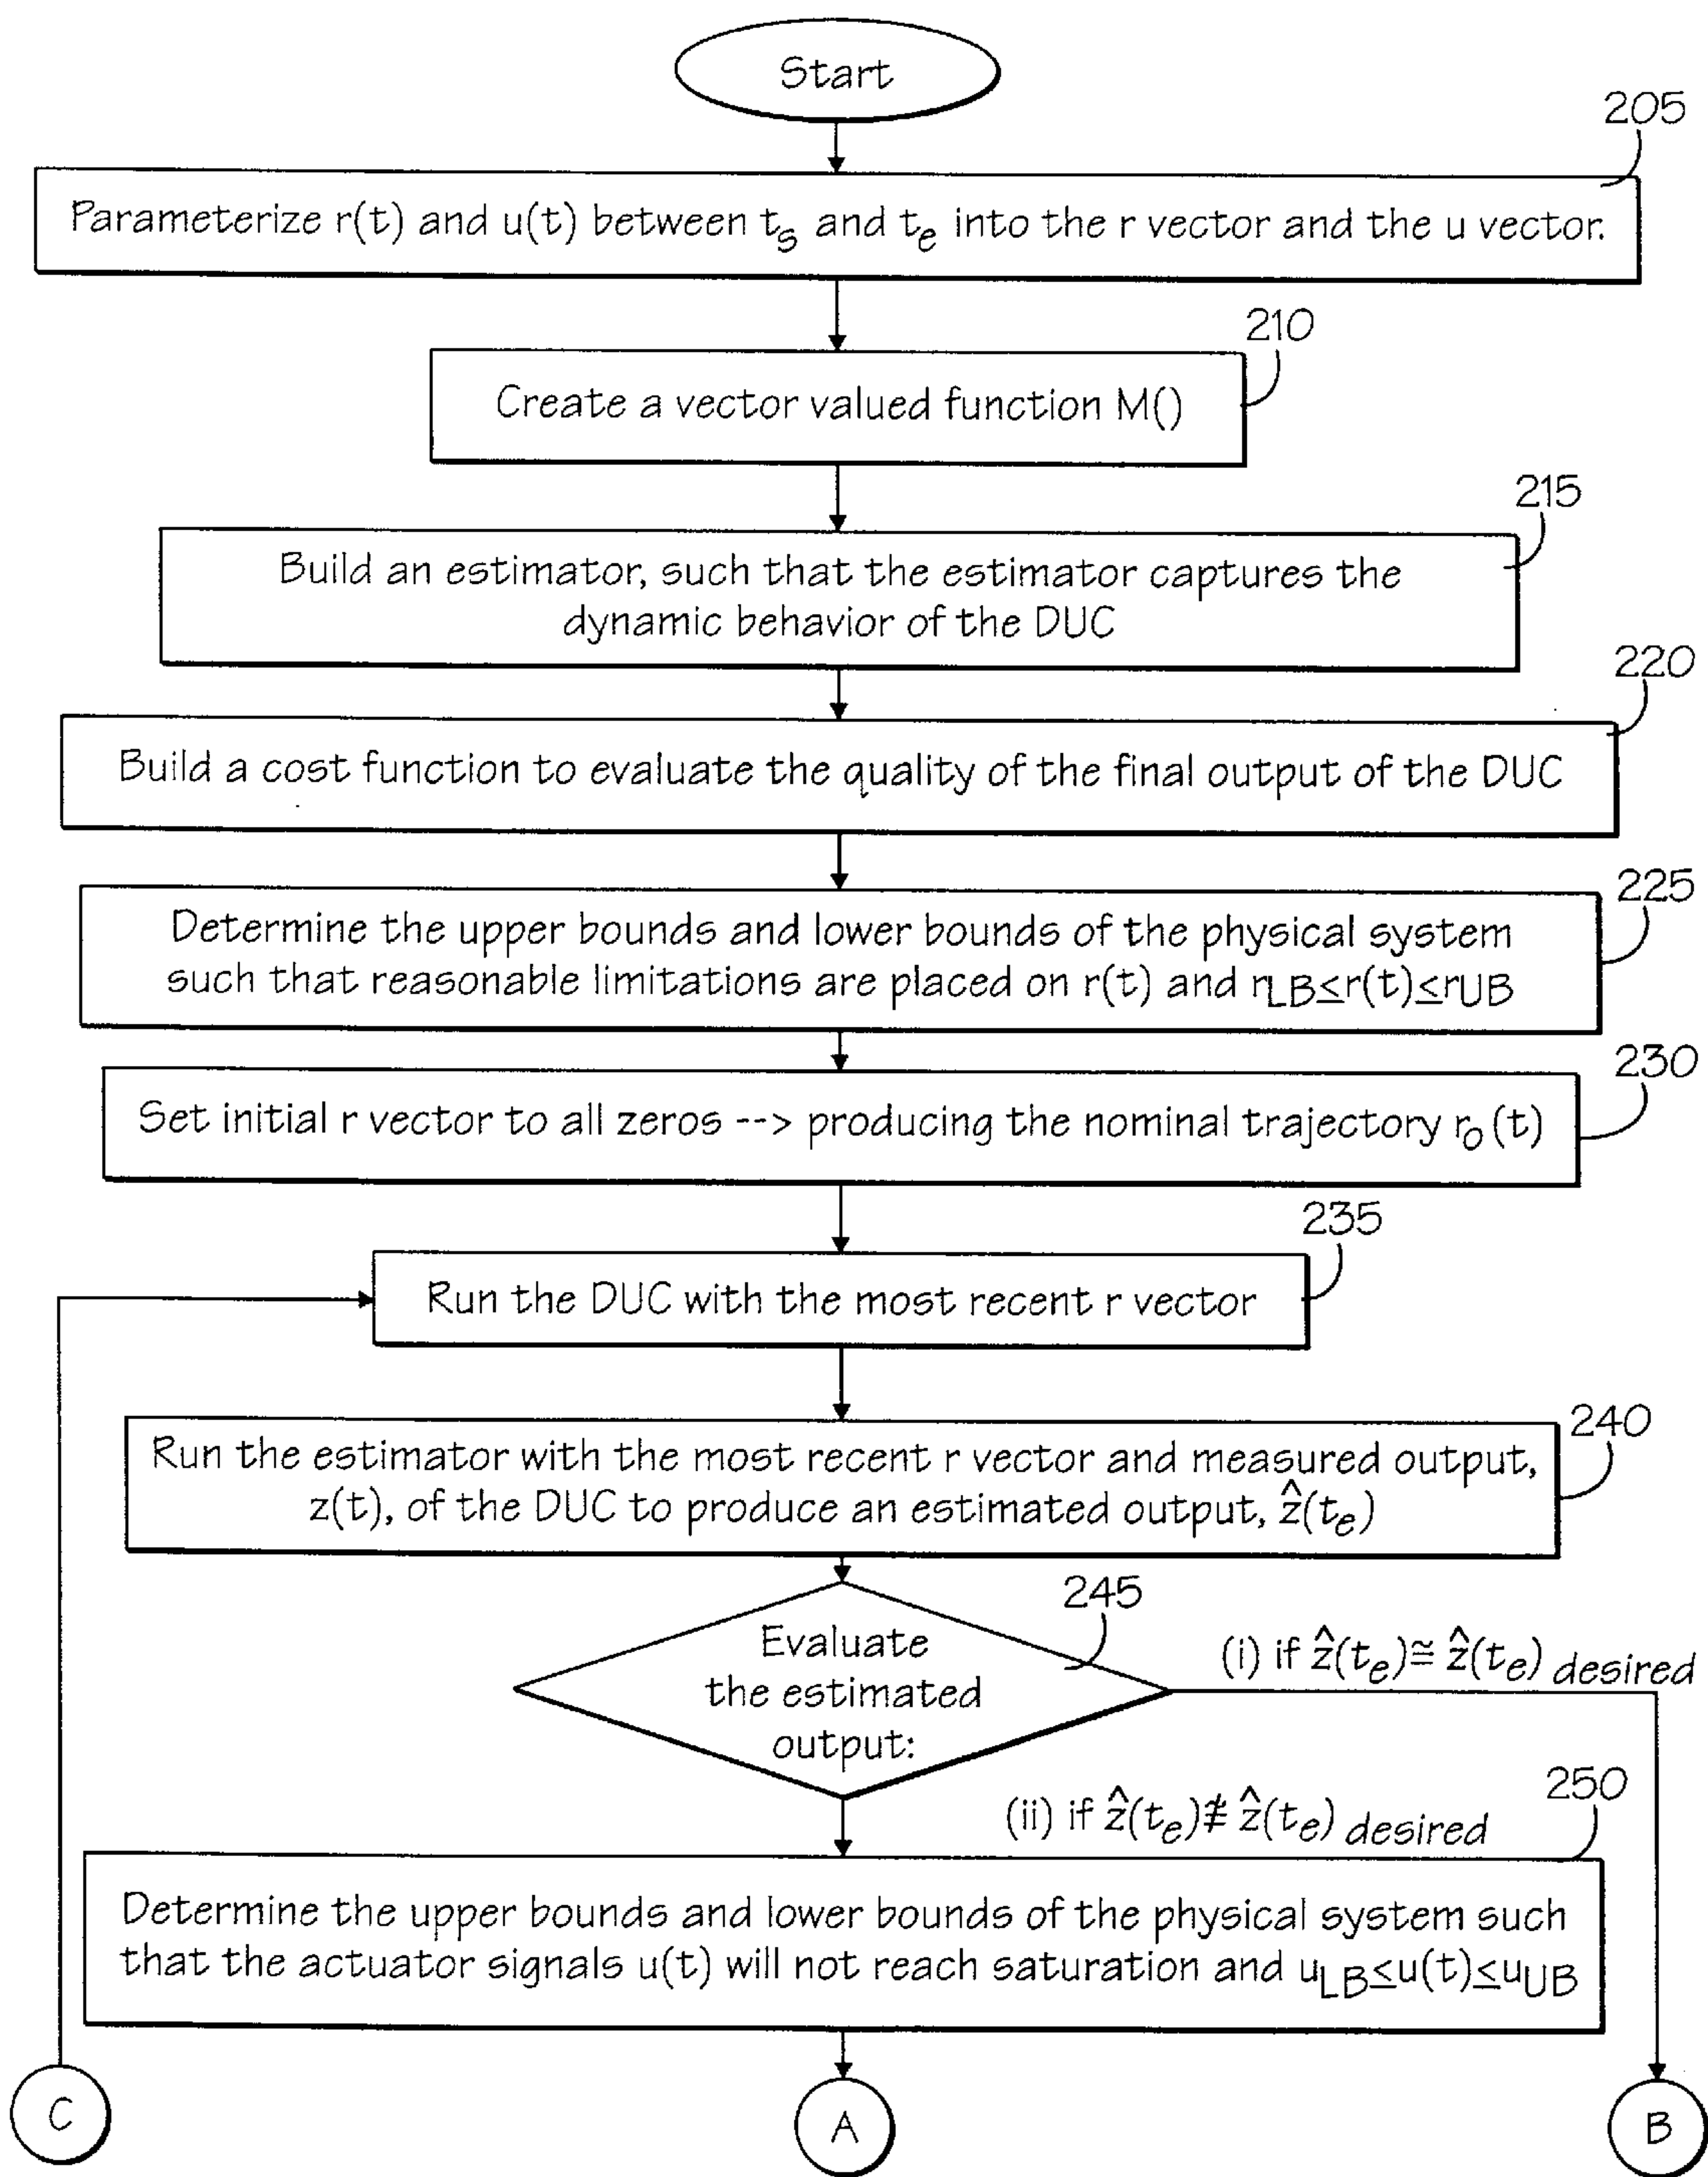 Start
205
Parameterize r(t) and u(t) between tₛ and tₑ into the r vector and the u vector.
210
Create a vector valued function M()
215
Build an estimator, such that the estimator captures the
dynamic behavior of the DUC
220
Build a cost function to evaluate the quality of the final output of the DUC
225
Determine the upper bounds and lower bounds of the physical system
such that reasonable limitations are placed on r(t) and r_LB≤r(t)≤r_UB
230
Set initial r vector to all zeros --> producing the nominal trajectory r₀(t)
235
Run the DUC with the most recent r vector
240
Run the estimator with the most recent r vector and measured output,
z(t), of the DUC to produce an estimated output, ẑ(tₑ)
245
Evaluate
the estimated
output:
(i) if ẑ(tₑ)≅ ẑ(tₑ) desired
(ii) if ẑ(tₑ)≇ ẑ(tₑ) desired
250
Determine the upper bounds and lower bounds of the physical system such
that the actuator signals u(t) will not reach saturation and u_LB≤u(t)≤u_UB
C
A
B